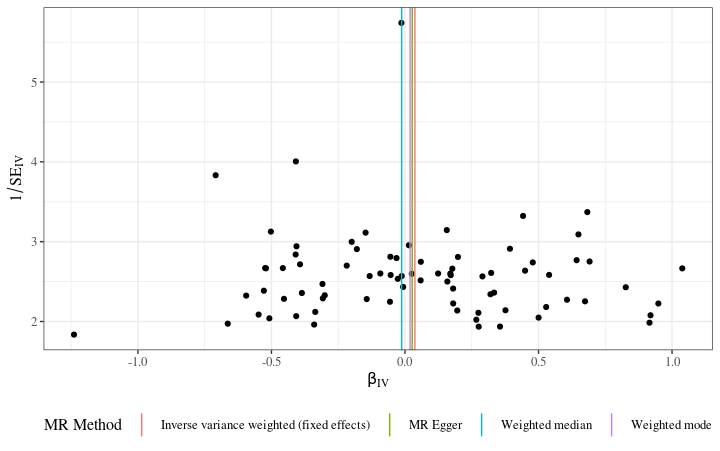 5
4
3
2
1/SE_IV
-1.0 -0.5 0.0 0.5 1.0
β_IV
MR Method Inverse variance weighted (fixed effects) MR Egger Weighted median Weighted mode